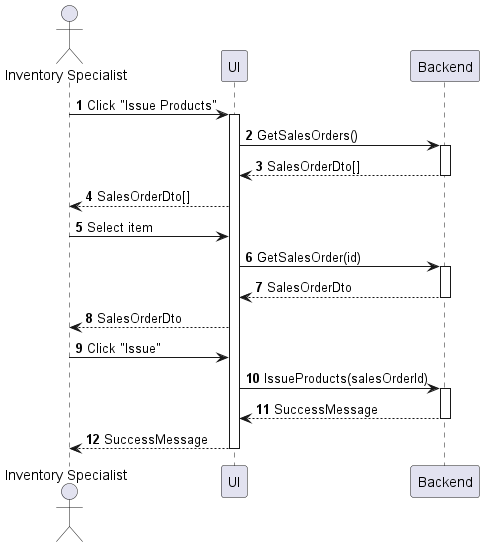 Inventory Specialist
UI
Backend
1 Click "Issue Products"
2 GetSalesOrders()
3 SalesOrderDto[]
4 SalesOrderDto[]
5 Select item
6 GetSalesOrder(id)
7 SalesOrderDto
8 SalesOrderDto
9 Click "Issue"
10 IssueProducts(salesOrderId)
11 SuccessMessage
12 SuccessMessage
Inventory Specialist
UI
Backend